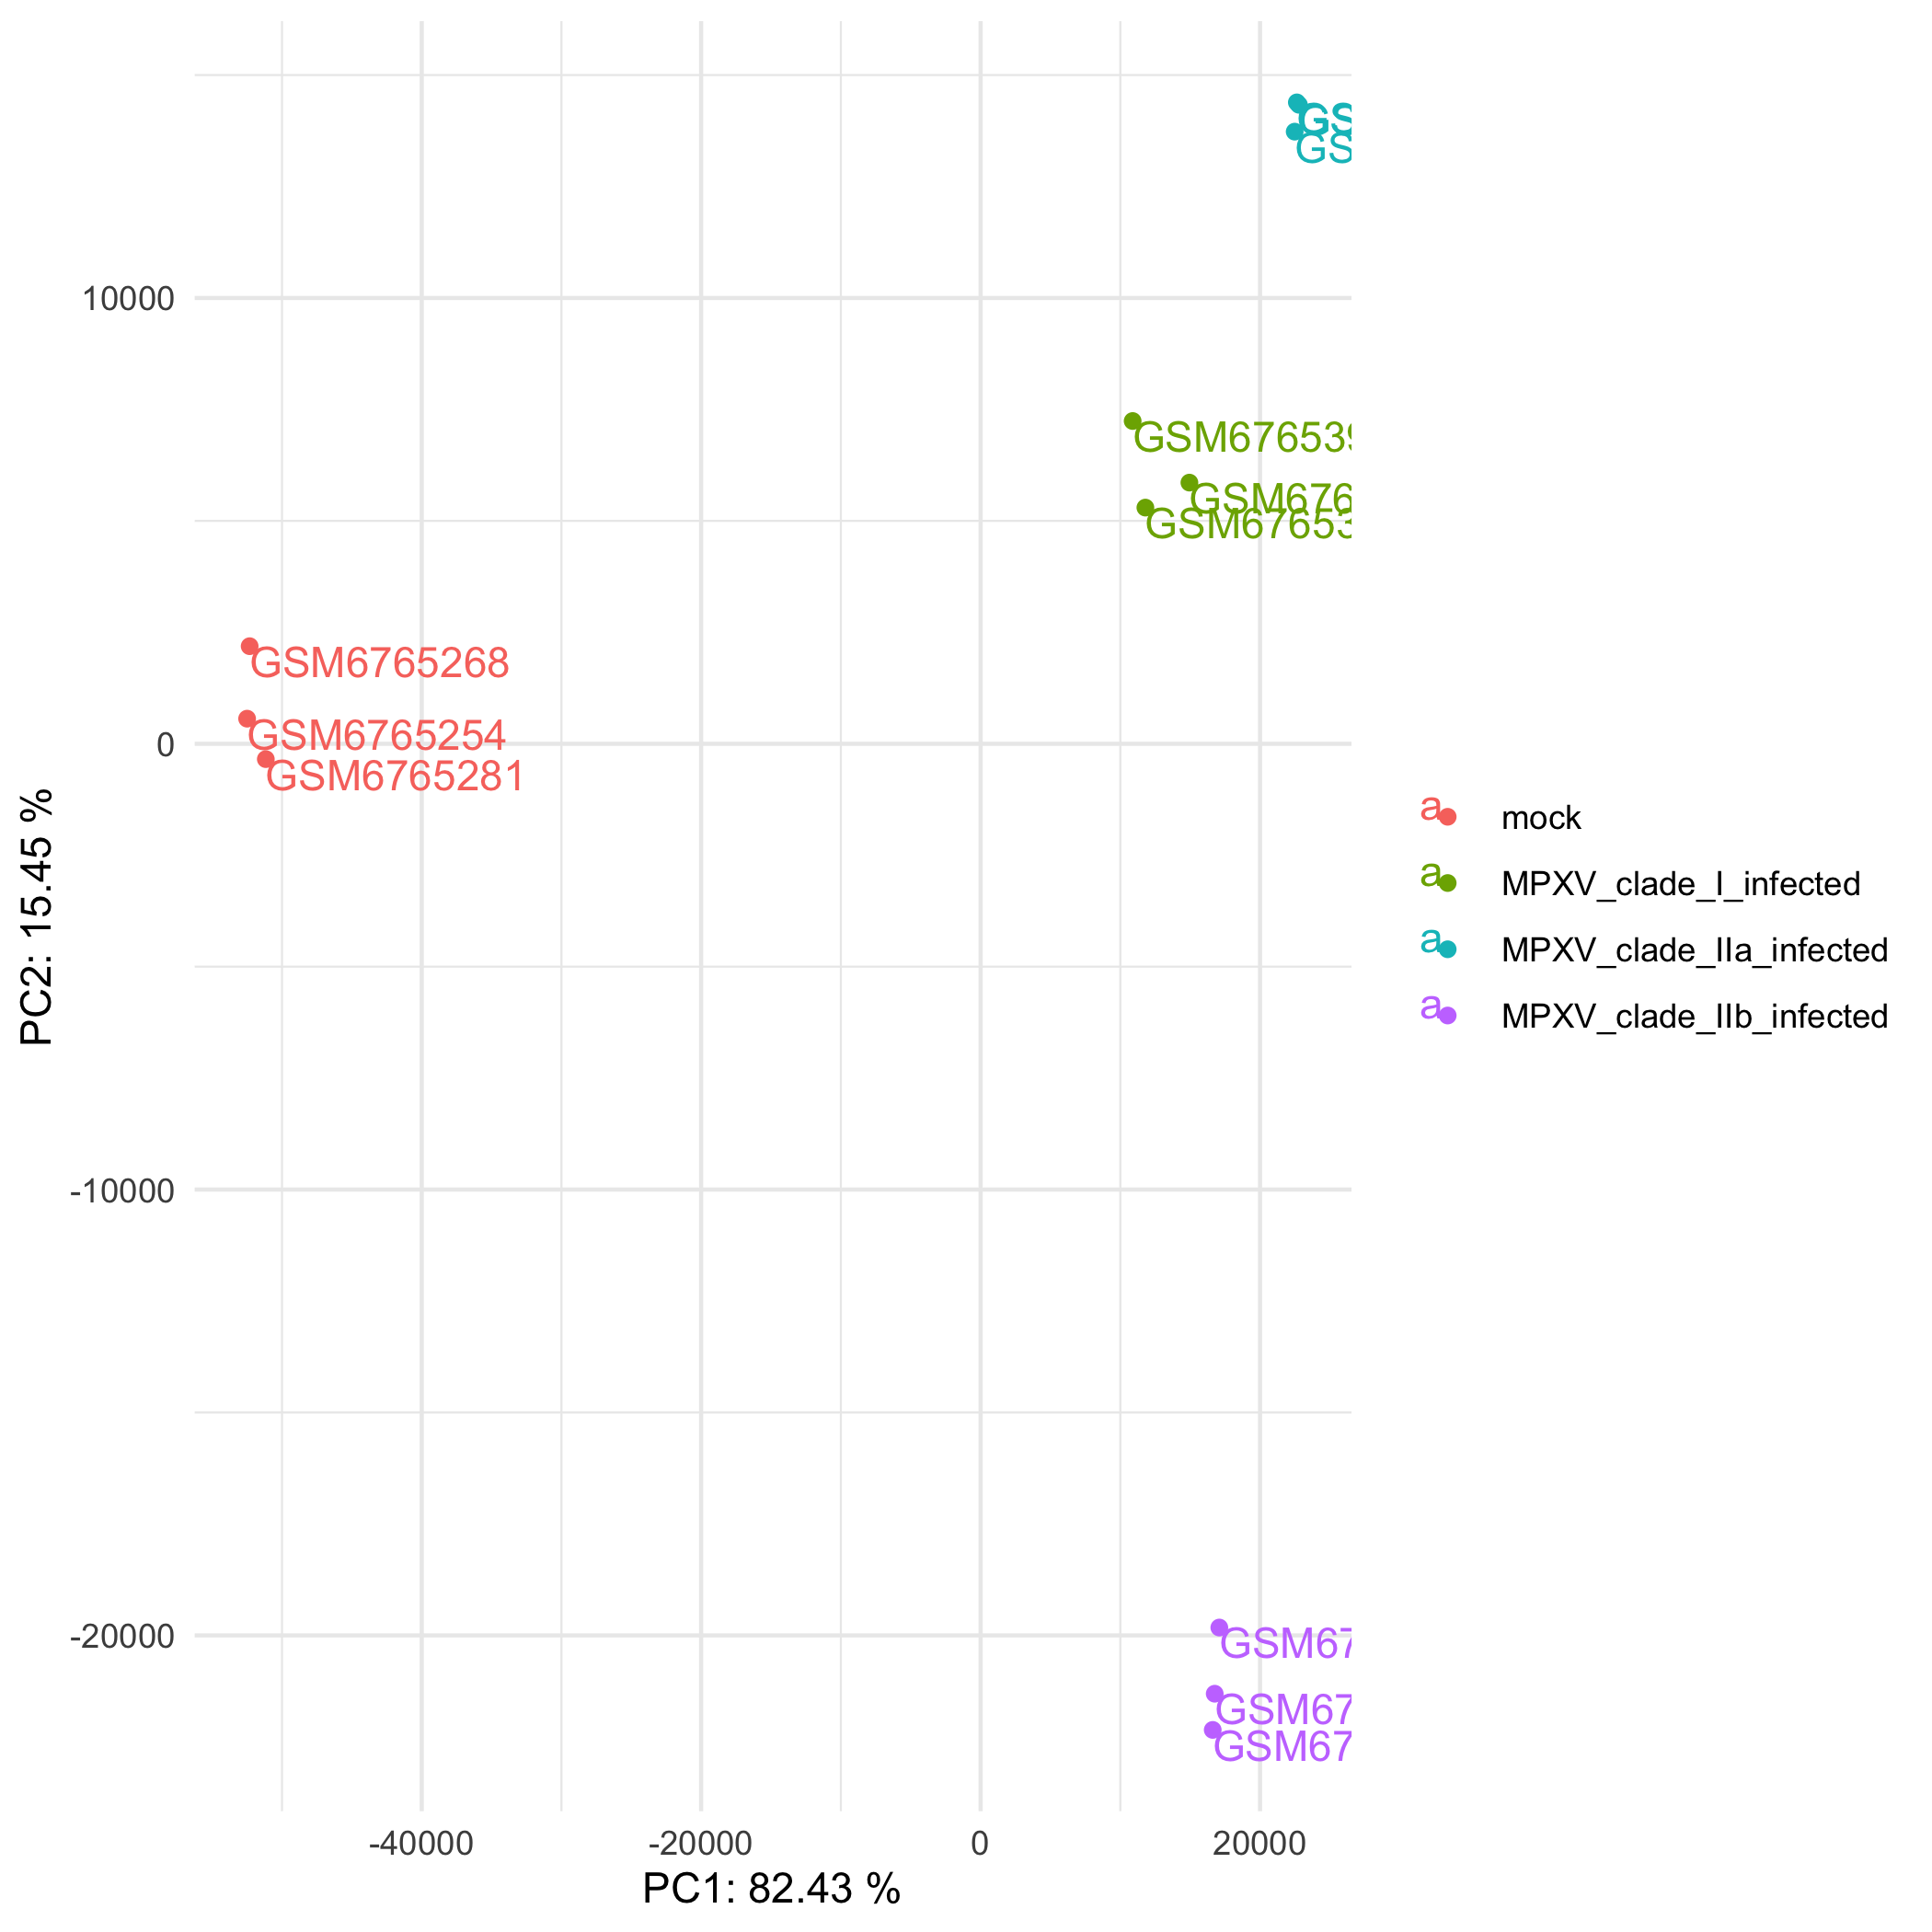 GS
GS
10000
GSM67653
GSM676
GSM6765
GSM6765268
GSM6765254
0
GSM6765281
PC2: 15.45 %
a mock
a MPXV_clade_I_infected
a MPXV_clade_IIa_infected
a MPXV_clade_IIb_infected
-10000
-20000
GSM67
GSM67
GSM67
-40000 -20000 0 20000
PC1: 82.43 %